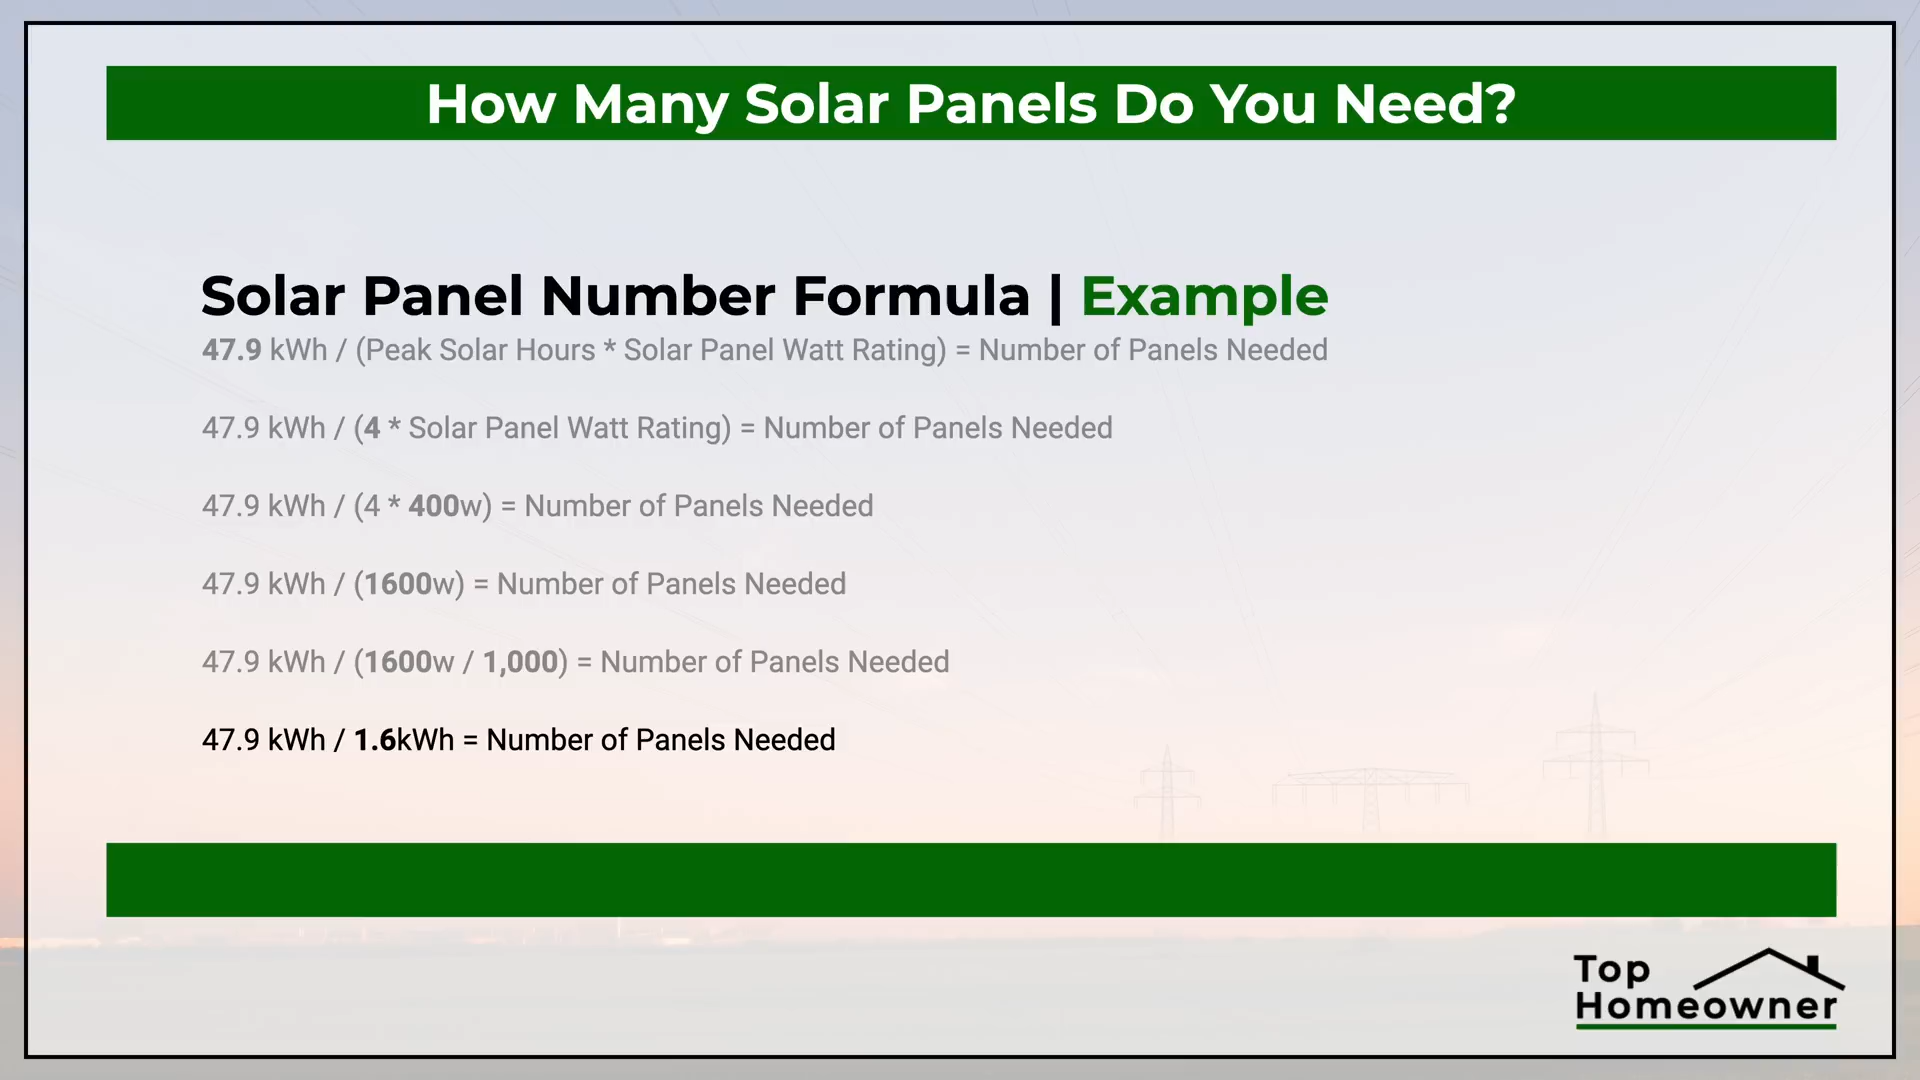 How Many Solar Panels Do You Need?
Solar Panel Number Formula | Example
47.9 kWh / (Peak Solar Hours * Solar Panel Watt Rating) = Number of Panels Needed
47.9 kWh / (4 * Solar Panel Watt Rating) = Number of Panels Needed
47.9 kWh / (4 * 400w) = Number of Panels Needed
47.9 kWh / (1600w) = Number of Panels Needed
47.9 kWh / (1600w / 1,000) = Number of Panels Needed
47.9 kWh / 1.6kWh = Number of Panels Needed
Top
Homeowner